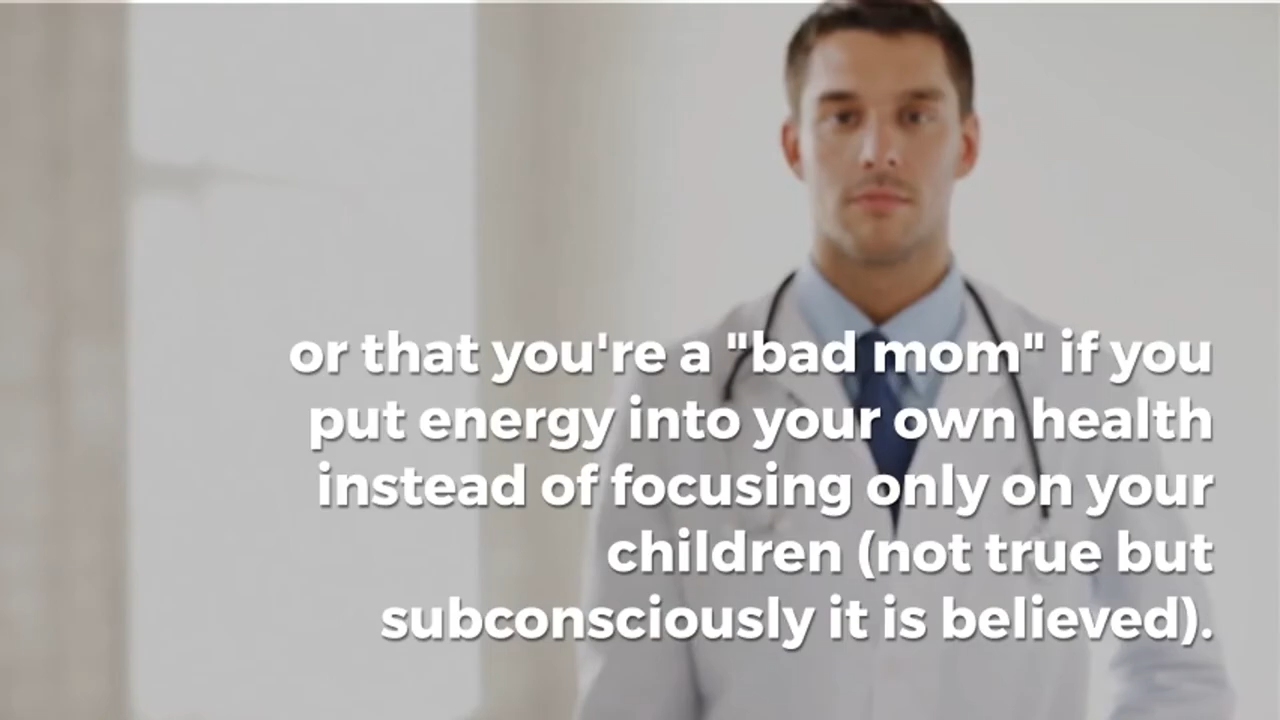 or that you're a "bad mom" if you
put energy into your own health
instead of focusing only on your
children (not true but
subconsciously it is believed).